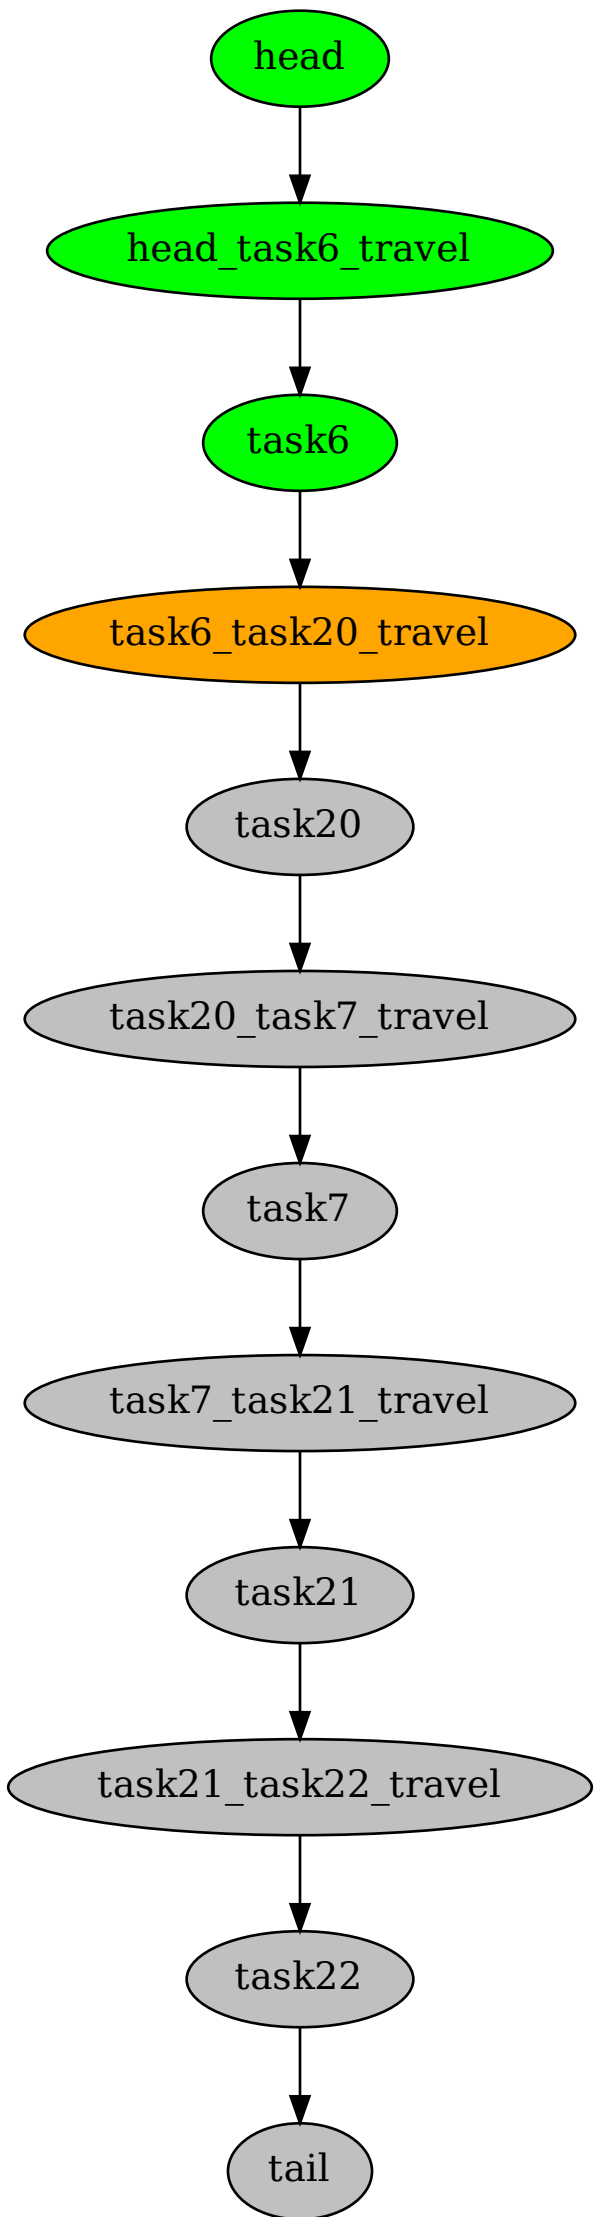 head
head_task6_travel
task6
task6_task20_travel
task20
task20_task7_travel
task7
task7_task21_travel
task21
task21_task22_travel
task22
tail